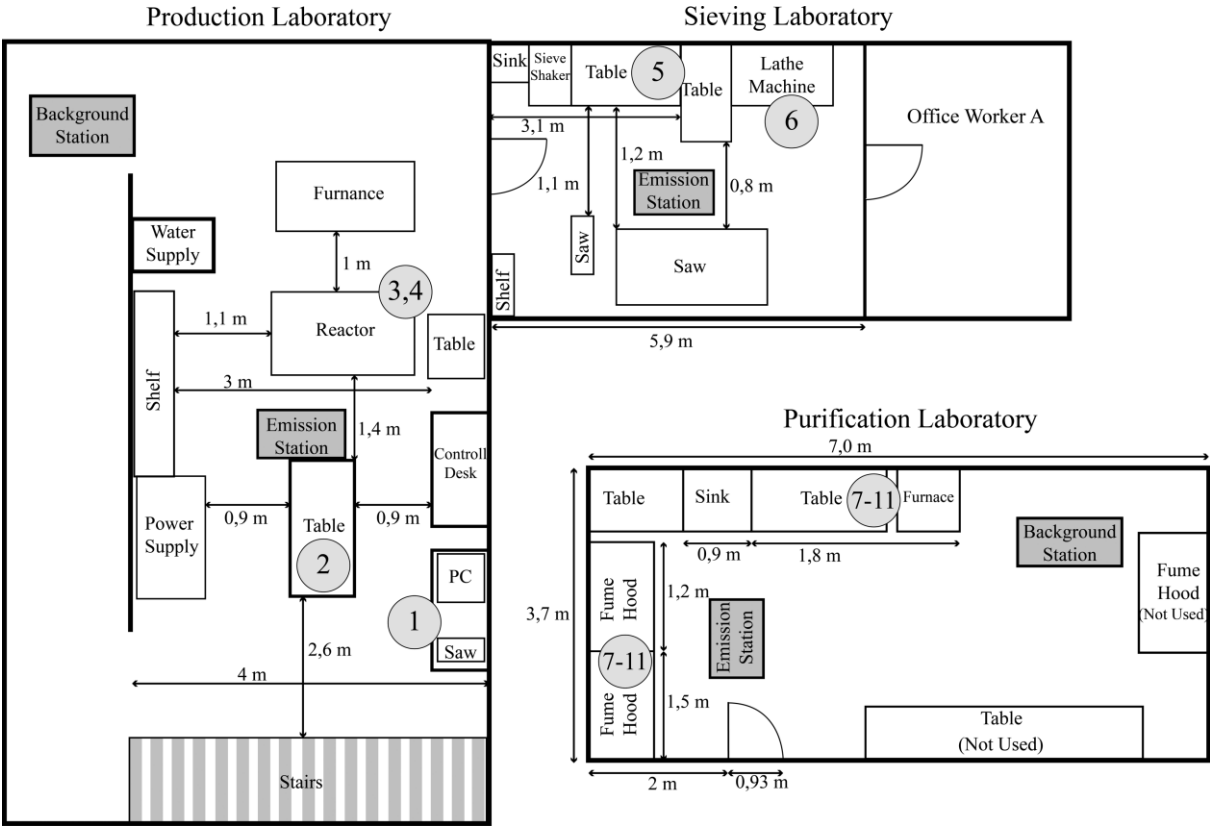 Production Laboratory
Background
Station
Furnance
Water
Supply
1 m
3,4
Reactor
1,1 m
Table
Shelf
3 m
Emission
Station
1,4 m
Controll
Desk
Power
Supply
0,9 m
Table
0,9 m
2
PC
1
Saw
2,6 m
4 m
Stairs
Sieving Laboratory
Sink
Sieve
Shaker
Table
5
Table
Lathe
Machine
6
Office Worker A
3,1 m
1,2 m
1,1 m
Emission
Station
0,8 m
Saw
Saw
Shelf
5,9 m
Purification Laboratory
7,0 m
Table
Sink
Table
7-11
Furnace
0,9 m
1,8 m
Background
Station
Fume
Hood
(Not Used)
3,7 m
Fume
Hood
1,2 m
Emission
Station
7-11
Fume
Hood
1,5 m
Table
(Not Used)
2 m
0,93 m